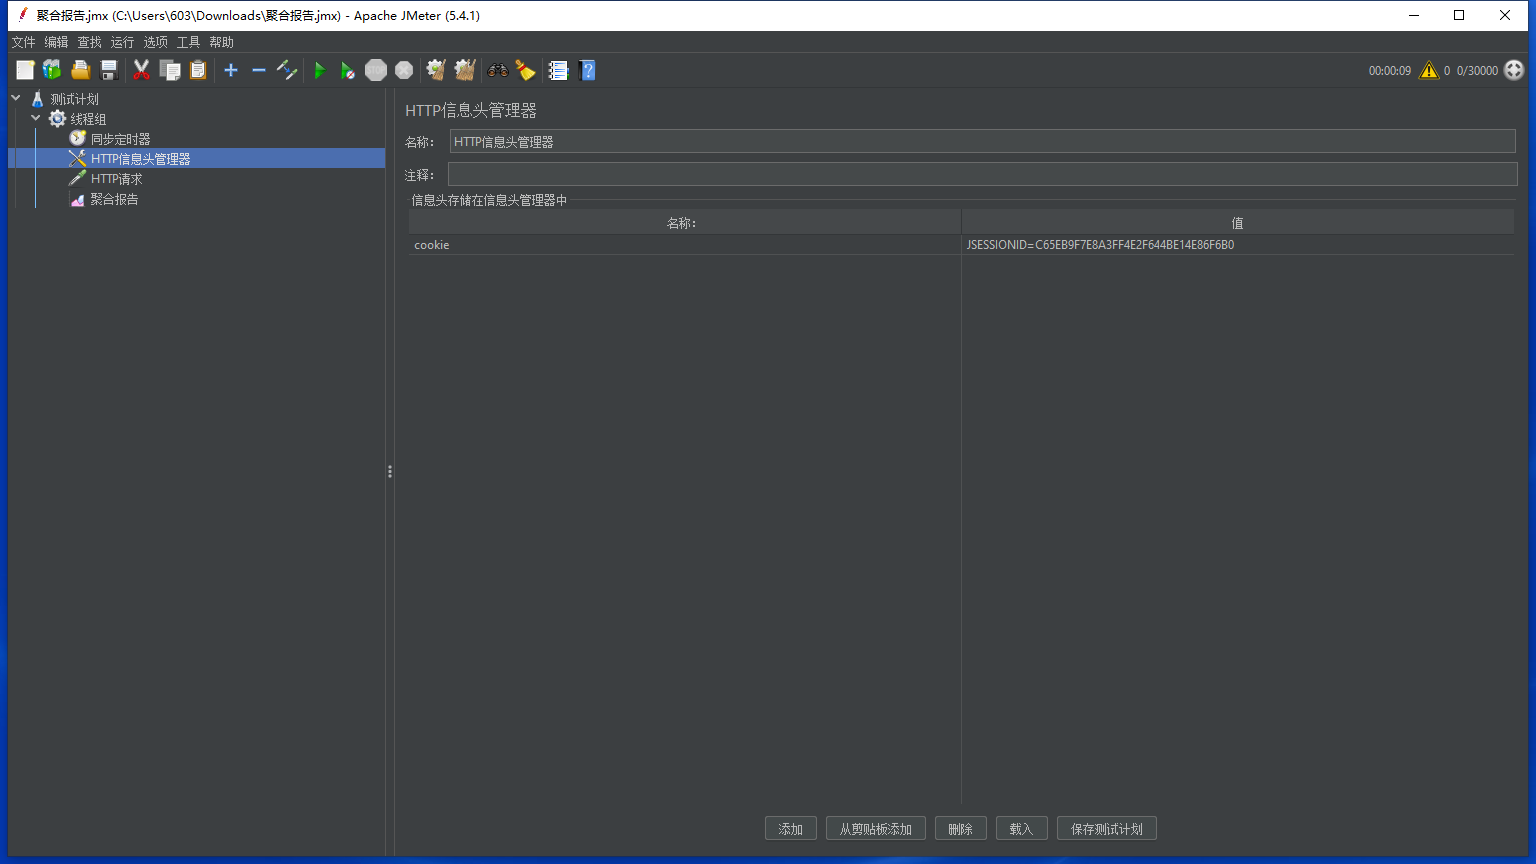 聚合报告.jmx (C:\Users\603\Downloads\聚合报告.jmx) - Apache JMeter (5.4.1)
文件 编辑 查找 运行 选项 工具 帮助
STOP
00:00:09 0 0/30000
测试计划
线程组
同步定时器
HTTP信息头管理器
HTTP请求
聚合报告
HTTP信息头管理器
名称： HTTP信息头管理器
注释：
信息头存储在信息头管理器中
名称： 值
cookie JSESSIONID=C65EB9F7E8A3FF4E2F644BE14E86F6B0
添加 从剪贴板添加 删除 载入 保存测试计划